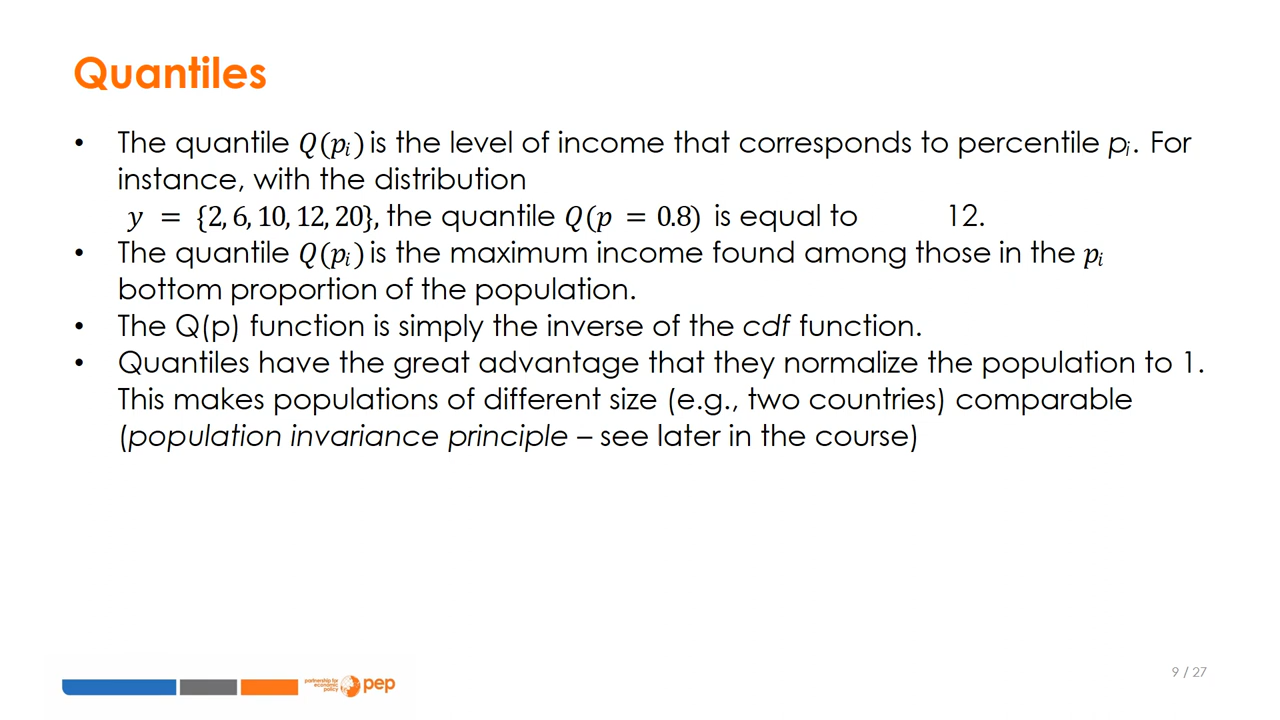 Quantiles
• The quantile Q(pᵢ) is the level of income that corresponds to percentile pᵢ. For
instance, with the distribution
y = {2, 6, 10, 12, 20}, the quantile Q(p = 0.8) is equal to 12.
• The quantile Q(pᵢ) is the maximum income found among those in the pᵢ
bottom proportion of the population.
• The Q(p) function is simply the inverse of the cdf function.
• Quantiles have the great advantage that they normalize the population to 1.
This makes populations of different size (e.g., two countries) comparable
(population invariance principle – see later in the course)
partnership for
economic
policy
pep
9 / 27